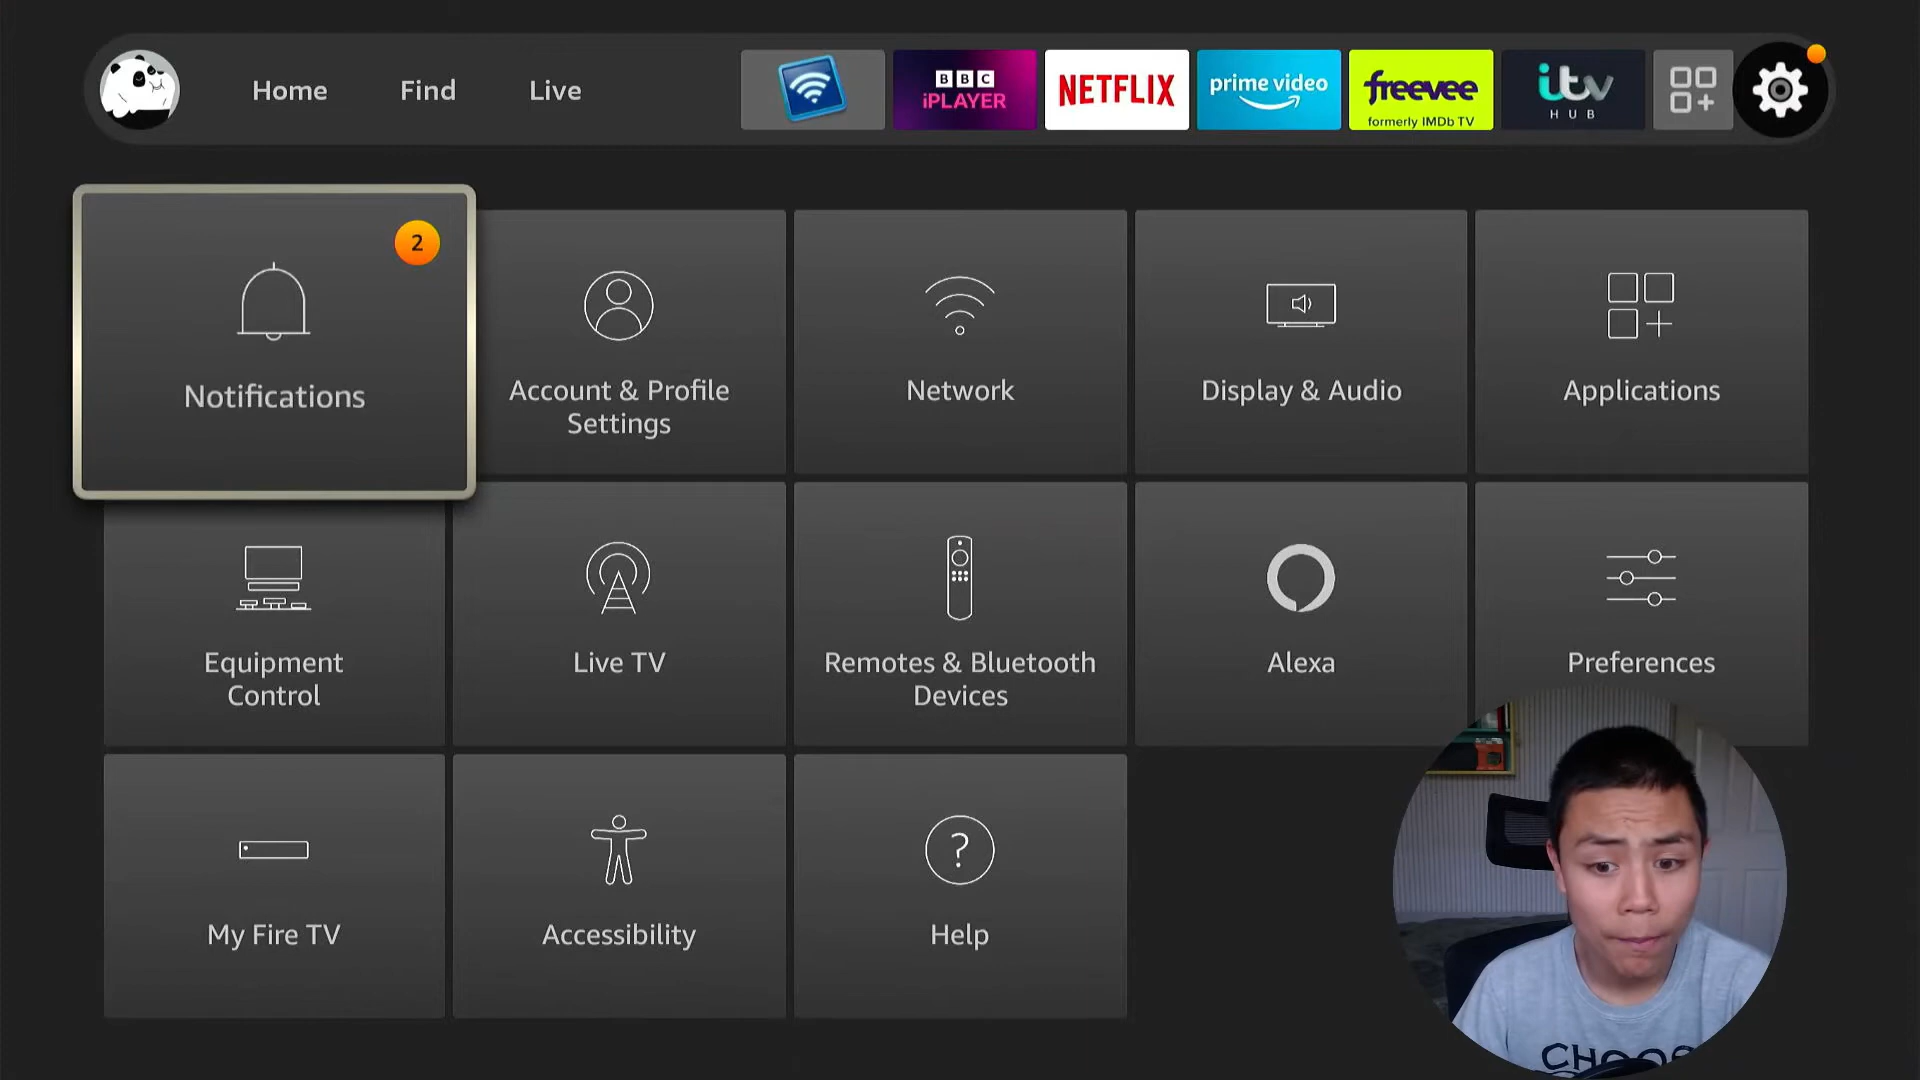 Home Find Live
BBC
iPLAYER
NETFLIX
prime video
freevee
formerly IMDb TV
itv
HUB
2
Notifications
Account & Profile
Settings
Network
Display & Audio
Applications
Equipment
Control
Live TV
Remotes & Bluetooth
Devices
Alexa
Preferences
My Fire TV
Accessibility
?
Help